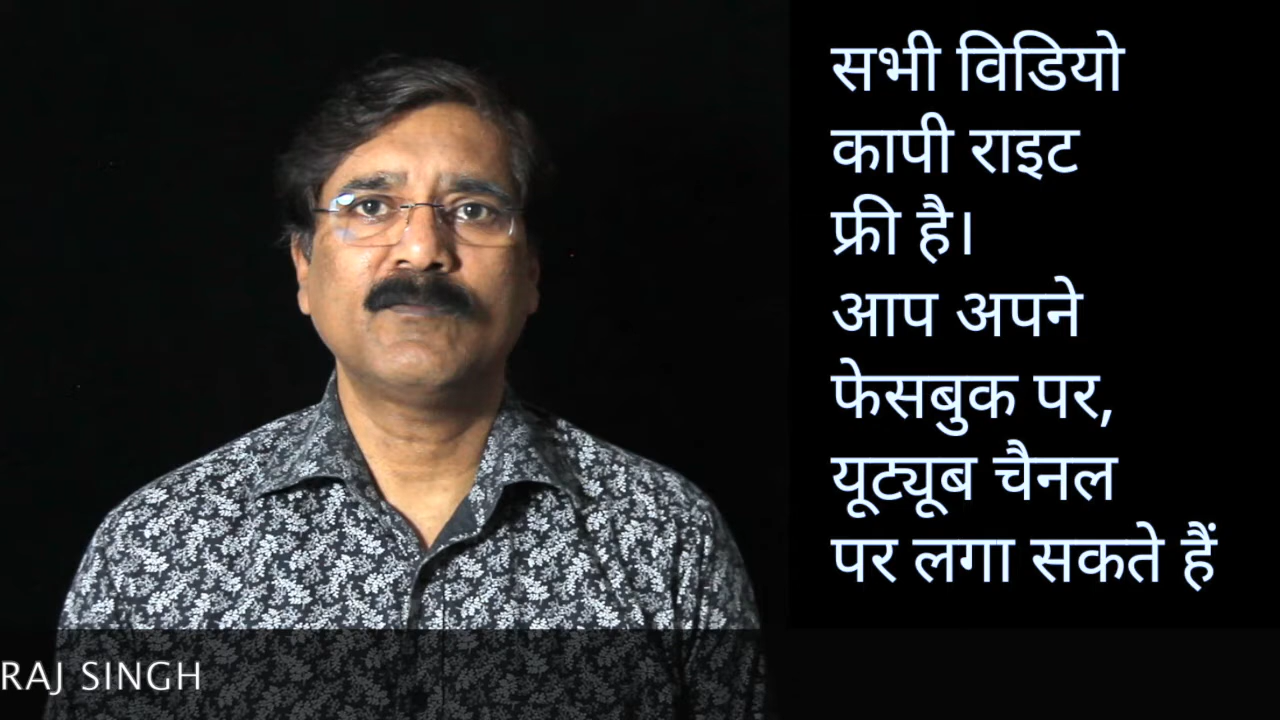 सभी विडियो
कापी राइट
फ्री है।
आप अपने
फेसबुक पर,
यूट्यूब चैनल
पर लगा सकते हैं
RAJ SINGH